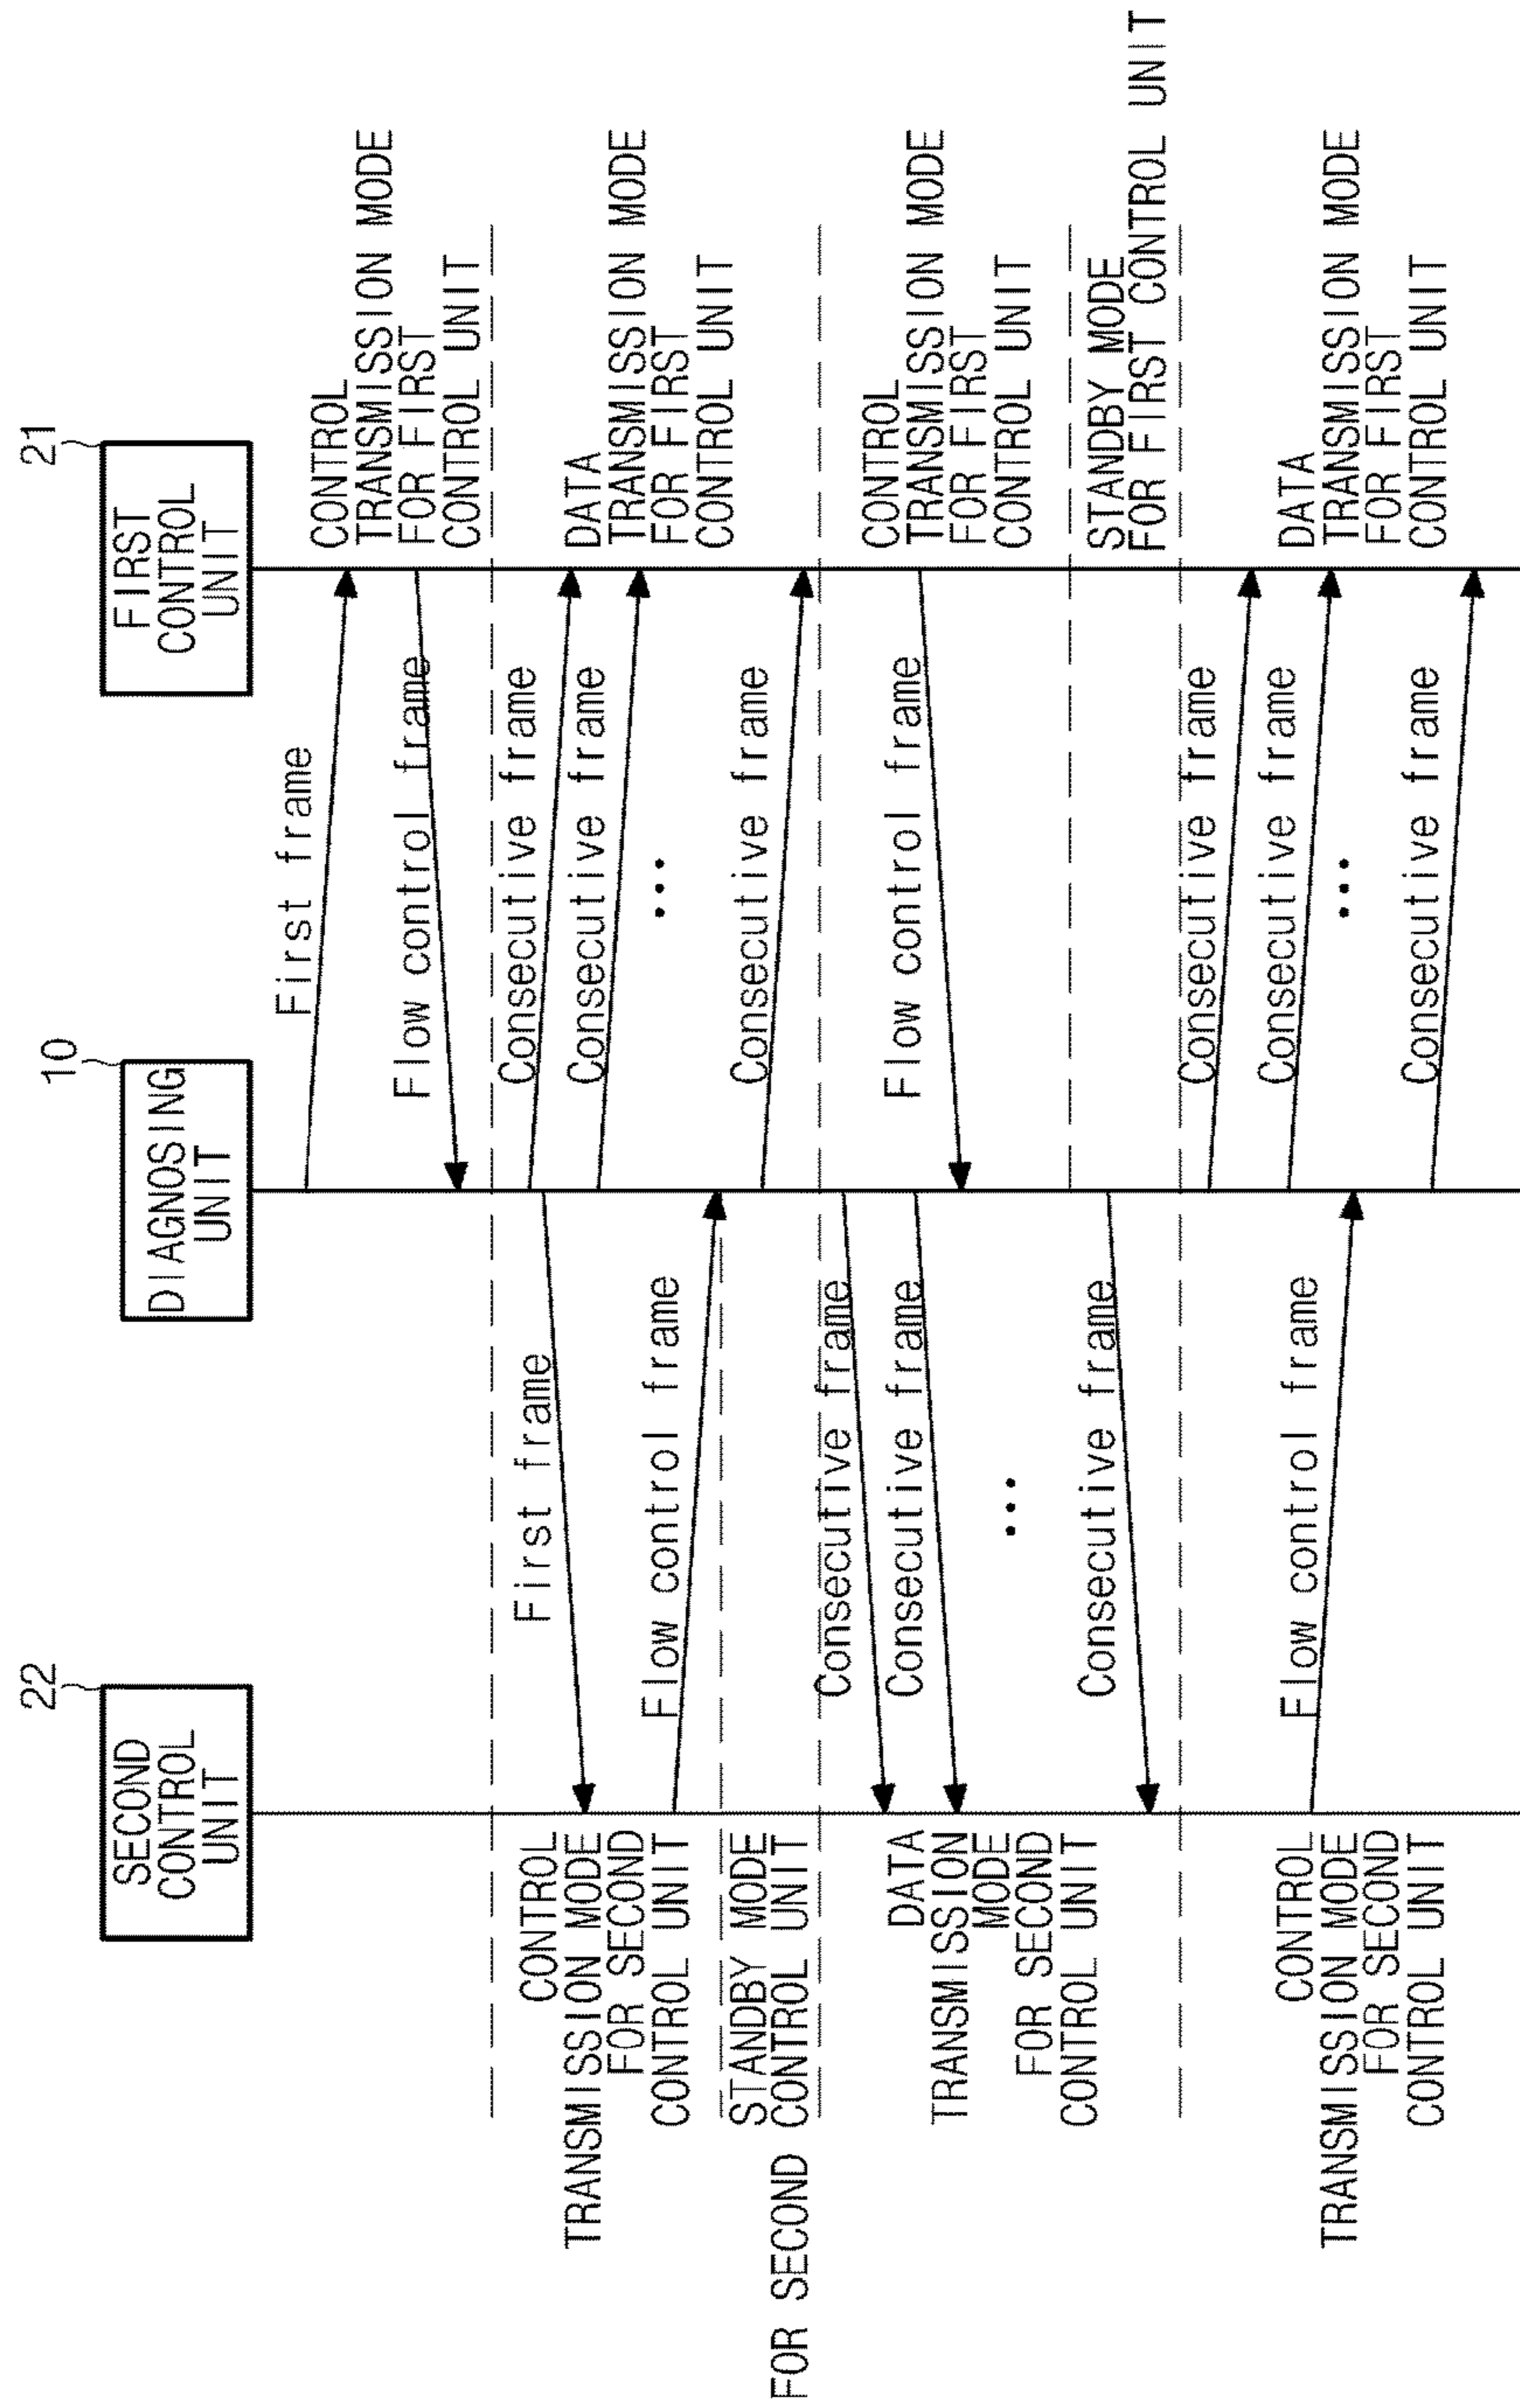 22
SECOND
CONTROL
UNIT
10
DIAGNOSING
UNIT
21
FIRST
CONTROL
UNIT
First frame
CONTROL
TRANSMISSION MODE
FOR FIRST
CONTROL UNIT
Flow control frame
CONTROL
TRANSMISSION MODE
FOR SECOND
CONTROL UNIT
First frame
Flow control frame
Consecutive frame
Consecutive frame
...
Consecutive frame
DATA
TRANSMISSION MODE
FOR FIRST
CONTROL UNIT
STANDBY MODE
FOR SECOND CONTROL UNIT
DATA
TRANSMISSION
MODE
FOR SECOND
CONTROL UNIT
Consecutive frame
Consecutive frame
...
Consecutive frame
Flow control frame
CONTROL
TRANSMISSION MODE
FOR FIRST
CONTROL UNIT
STANDBY MODE
FOR FIRST CONTROL UNIT
CONTROL
TRANSMISSION MODE
FOR SECOND
CONTROL UNIT
Flow control frame
Consecutive frame
Consecutive frame
...
Consecutive frame
DATA
TRANSMISSION MODE
FOR FIRST
CONTROL UNIT